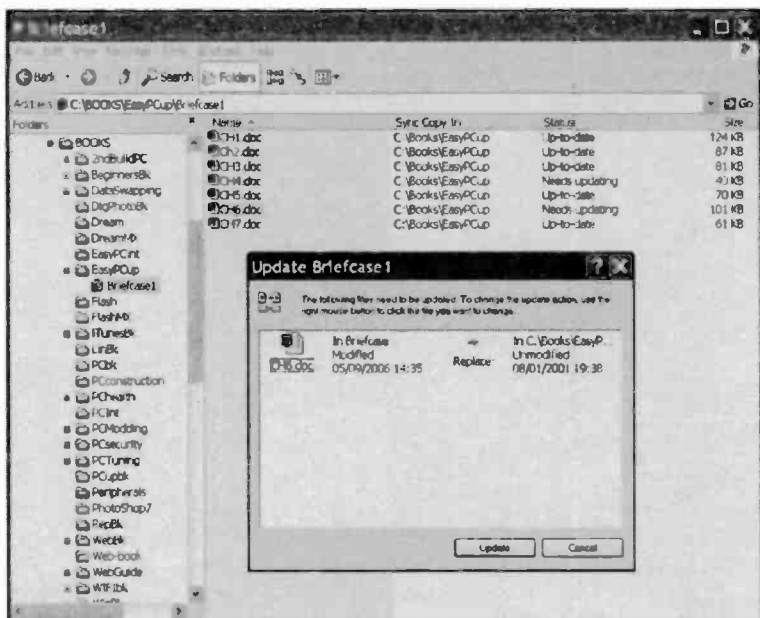 Briefcase1
Back
Search
Folders
C:\BOOKS\EasyPCup\Briefcase1
Go
Folders
Name
Sync Copy In
Status
Size
CH1.doc C:\Books\EasyPCup Up-to-date 124 KB
Ch2.doc C:\Books\EasyPCup Up-to-date 87 KB
CH3.doc C:\Books\EasyPCup Up-to-date 81 KB
CH4.doc C:\Books\EasyPCup Needs updating KB
CH5.doc C:\Books\EasyPCup Up-to-date 70 KB
CH6.doc C:\Books\EasyPCup Needs updating 101 KB
CH7.doc C:\Books\EasyPCup Up-to-date 61 KB
BOOKS
2ndBuildPC
BeginnersBk
DataSwapping
DigPhotoBk
Dream
DreamMX
EasyPCint
EasyPCup
Briefcase1
Flash
FlashMX
ITunesBk
LinBk
PCbk
PCconstruction
PChealth
PCint
PCModding
PCsecurity
PCTuning
PCupbk
Peripherals
PhotoShop7
RepBk
WebBk
Web-book
WebGuide
Update Briefcase1
The following files need to be updated. To change the update action, use the
right mouse button to click the file you want to change.
CH6.doc
In Briefcase
Modified
05/09/2006 14:35
Replace
In C:\Books\EasyP...
Unmodified
08/01/2001 19:38
Update
Cancel